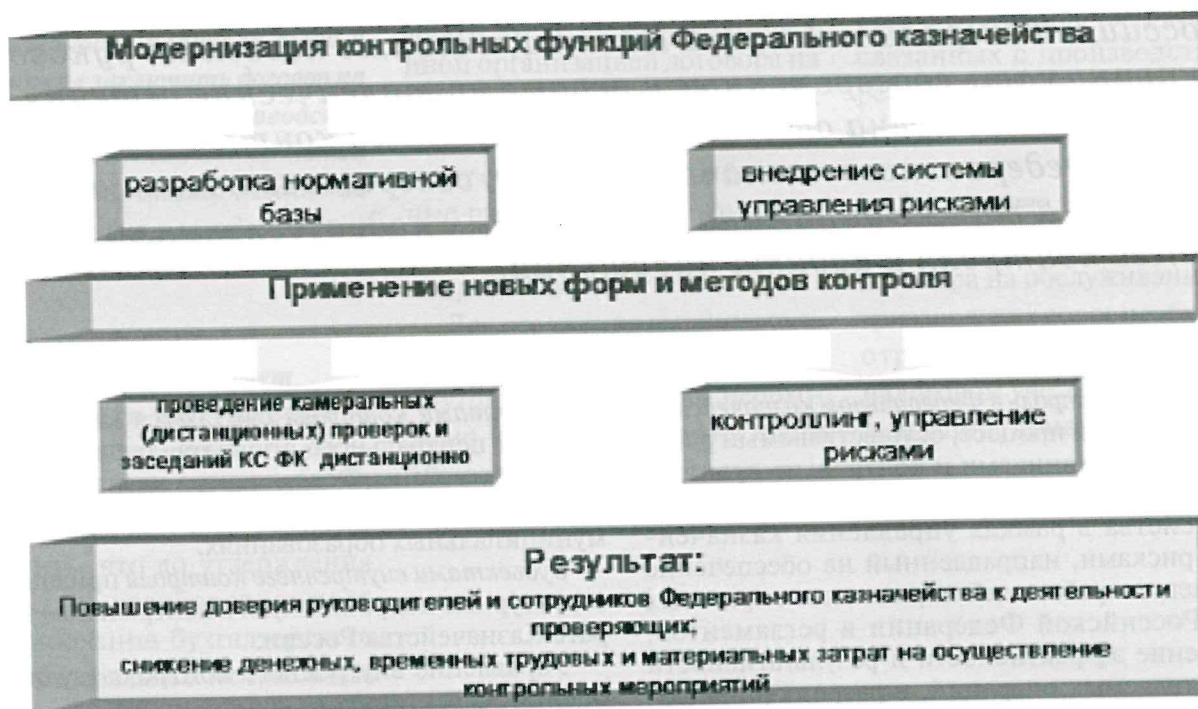 Модернизация контрольных функций Федерального казначейства
разработка нормативной
базы
внедрение системы
управления рисками
Применение новых форм и методов контроля
проведение камеральных
(дистанционных) проверок и
заседаний КС ФК дистанционно
контроллинг, управление
рисками
Результат:
Повышение доверия руководителей и сотрудников Федерального казначейства к деятельности
проверяющих;
снижение денежных, временных трудовых и материальных затрат на осуществление
контрольных мероприятий